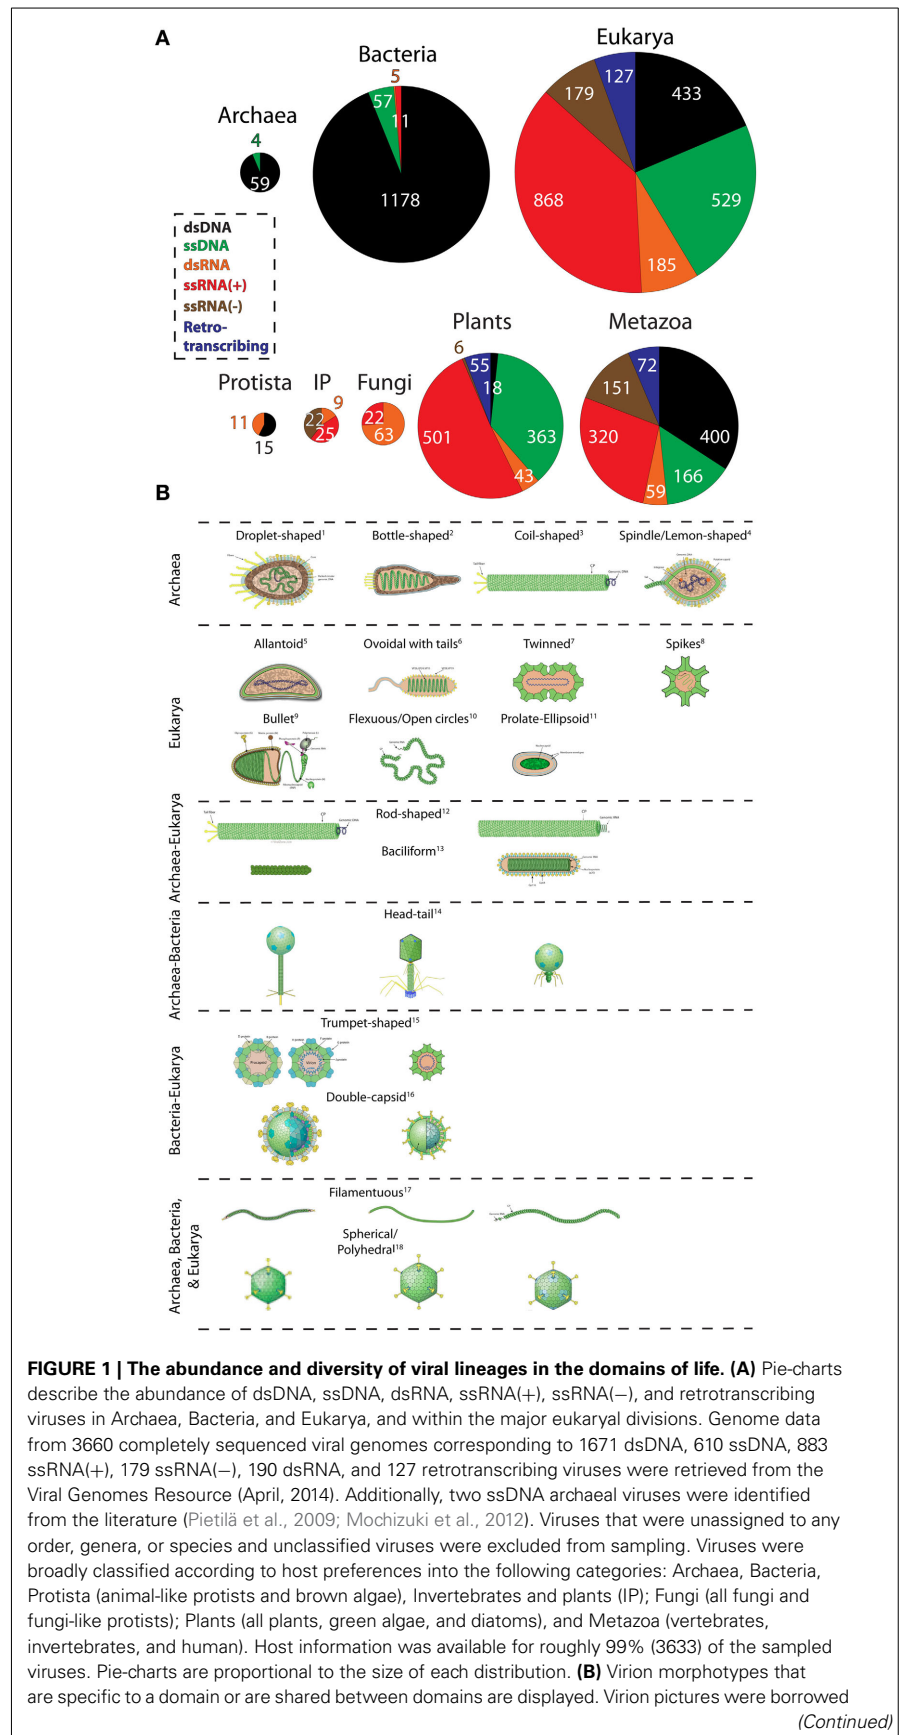 A
Bacteria
Eukarya
5
57
11
1178
127
179
433
868
529
185
Archaea
4
59
dsDNA
ssDNA
dsRNA
ssRNA(+)
ssRNA(-)
Retro-
transcribing
Plants
Metazoa
6
55
18
501
363
43
72
151
400
320
166
59
Protista
IP
Fungi
11
15
9
22
25
22
63
B
Archaea
Droplet-shaped¹
Bottle-shaped²
Coil-shaped³
Spindle/Lemon-shaped⁴
Eukarya
Allantoid⁵
Ovoidal with tails⁶
Twinned⁷
Spikes⁸
Bullet⁹
Flexuous/Open circles¹⁰
Prolate-Ellipsoid¹¹
Archaea-Eukarya
Rod-shaped¹²
Baciliform¹³
Archaea-Bacteria
Head-tail¹⁴
Bacteria-Eukarya
Trumpet-shaped¹⁵
Double-capsid¹⁶
Archaea, Bacteria,
& Eukarya
Filamentuous¹⁷
Spherical/
Polyhedral¹⁸
FIGURE 1 | The abundance and diversity of viral lineages in the domains of life. (A) Pie-charts
describe the abundance of dsDNA, ssDNA, dsRNA, ssRNA(+), ssRNA(−), and retrotranscribing
viruses in Archaea, Bacteria, and Eukarya, and within the major eukaryal divisions. Genome data
from 3660 completely sequenced viral genomes corresponding to 1671 dsDNA, 610 ssDNA, 883
ssRNA(+), 179 ssRNA(−), 190 dsRNA, and 127 retrotranscribing viruses were retrieved from the
Viral Genomes Resource (April, 2014). Additionally, two ssDNA archaeal viruses were identified
from the literature (Pietilä et al., 2009; Mochizuki et al., 2012). Viruses that were unassigned to any
order, genera, or species and unclassified viruses were excluded from sampling. Viruses were
broadly classified according to host preferences into the following categories: Archaea, Bacteria,
Protista (animal-like protists and brown algae), Invertebrates and plants (IP); Fungi (all fungi and
fungi-like protists); Plants (all plants, green algae, and diatoms), and Metazoa (vertebrates,
invertebrates, and human). Host information was available for roughly 99% (3633) of the sampled
viruses. Pie-charts are proportional to the size of each distribution. (B) Virion morphotypes that
are specific to a domain or are shared between domains are displayed. Virion pictures were borrowed
(Continued)